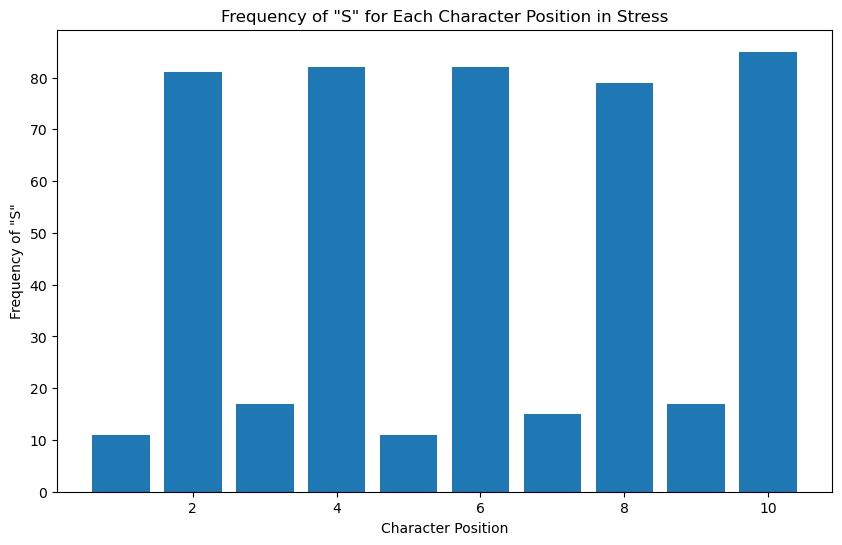 Frequency of "S" for Each Character Position in Stress
80
70
60
50
40
30
20
10
0
Frequency of "S"
2 4 6 8 10
Character Position